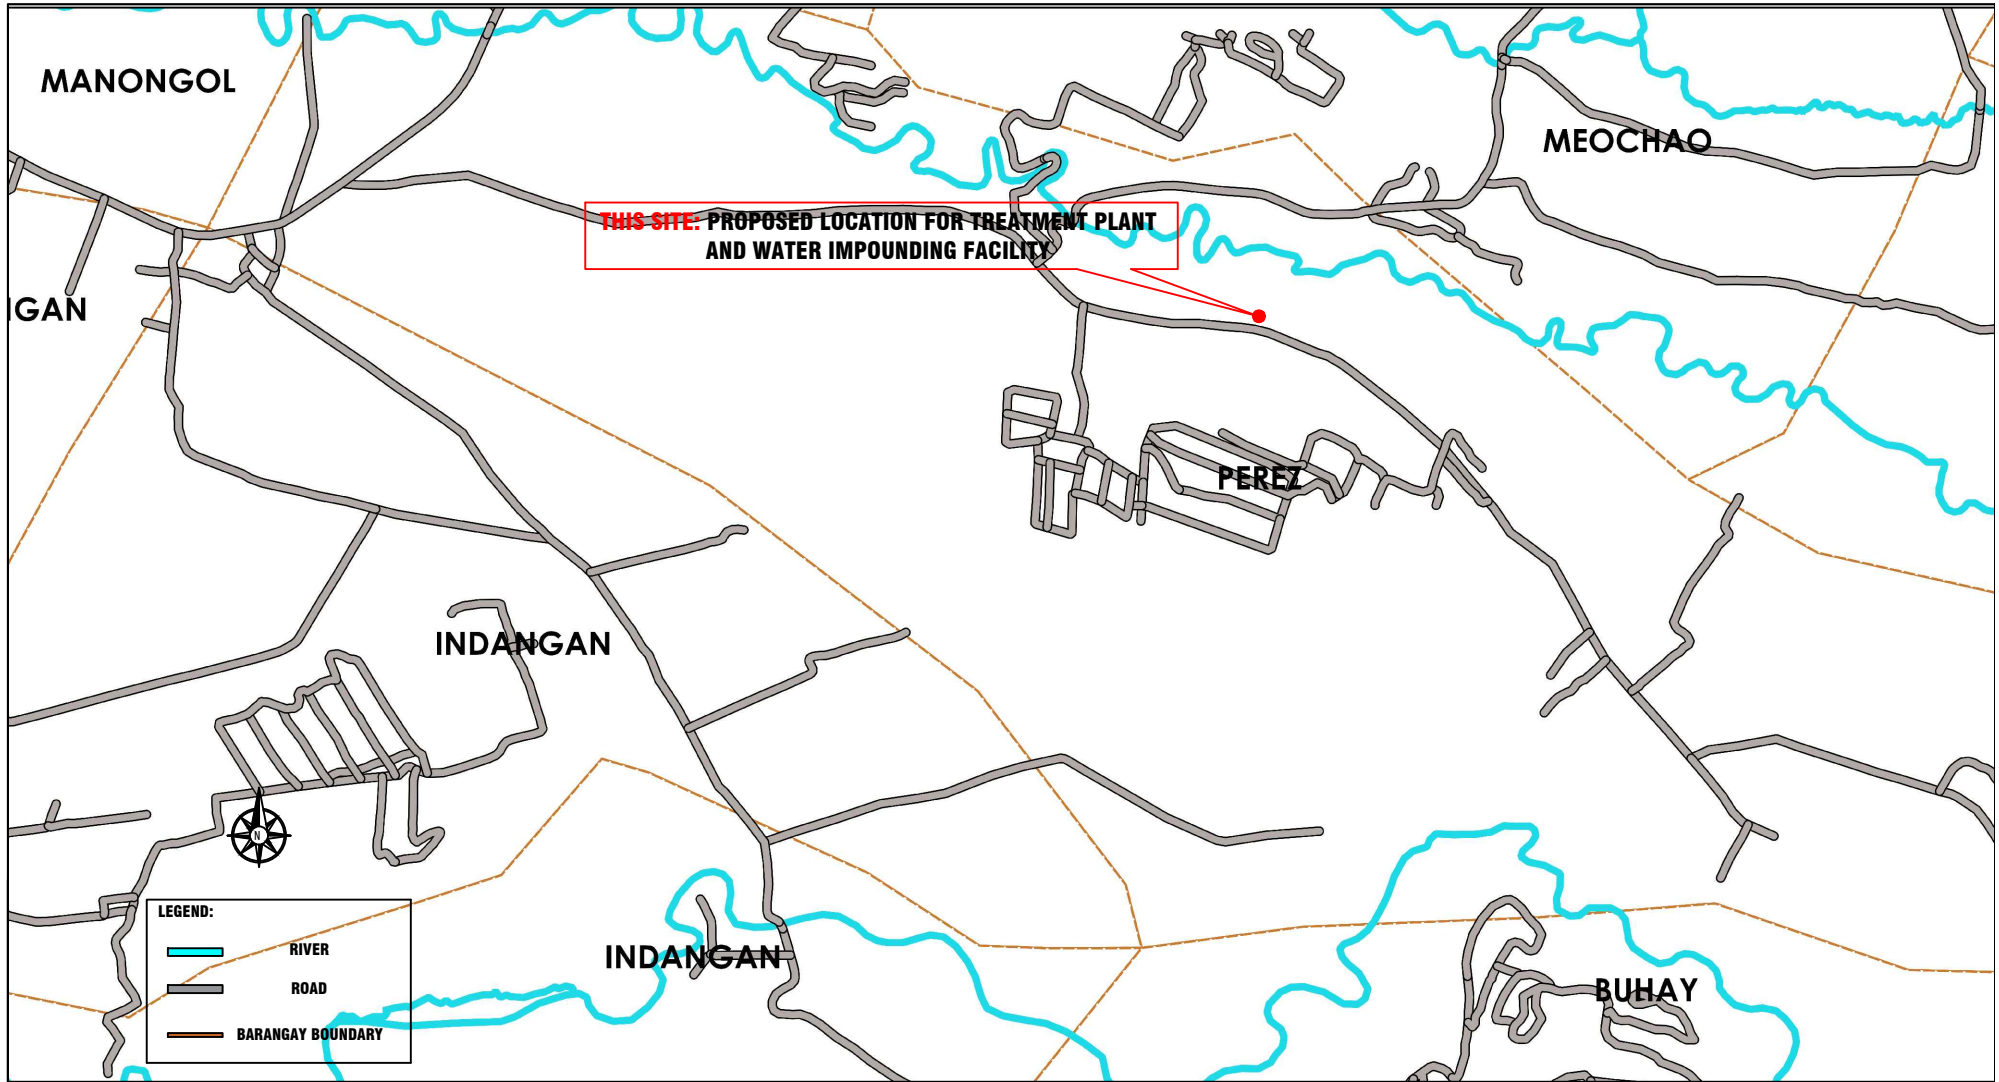 MANONGOL
MEOCHAO
THIS SITE: PROPOSED LOCATION FOR TREATMENT PLANT
AND WATER IMPOUNDING FACILITY
IGAN
PEREZ
INDANGAN
N
LEGEND:
RIVER
ROAD
BARANGAY BOUNDARY
INDANGAN
BUHAY